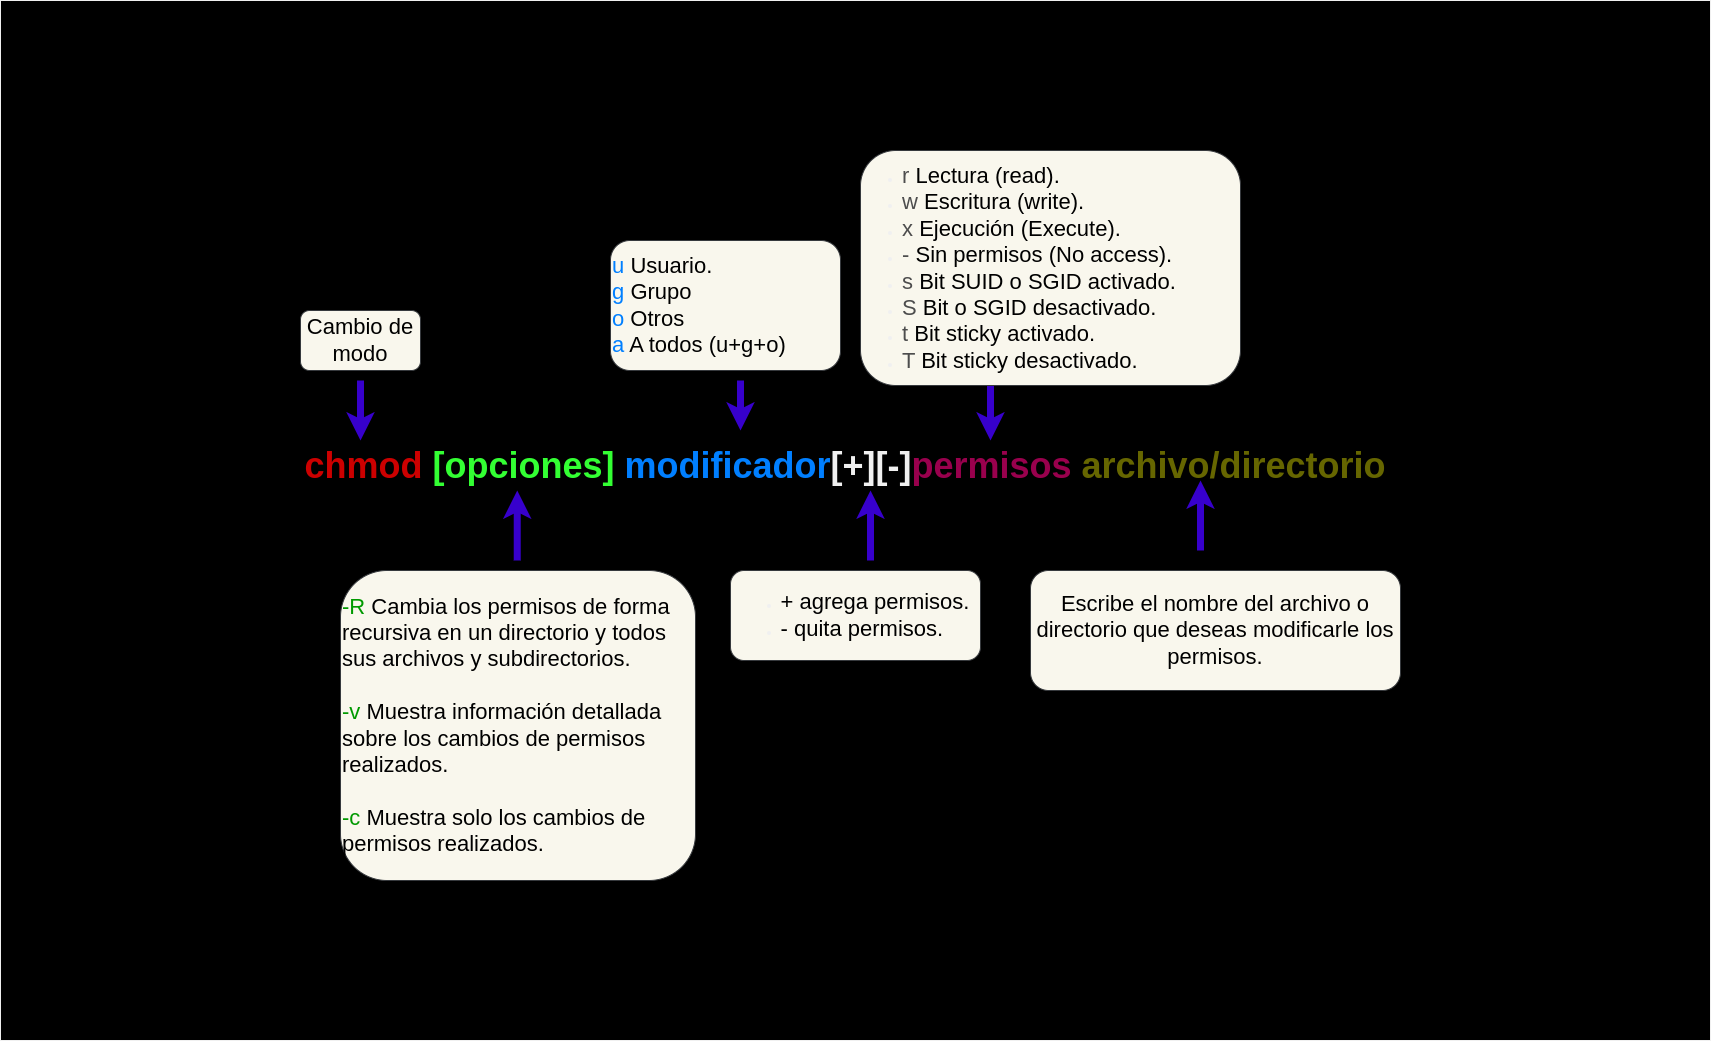 r Lectura (read).
w Escritura (write).
x Ejecución (Execute).
- Sin permisos (No access).
s Bit SUID o SGID activado.
S Bit o SGID desactivado.
t Bit sticky activado.
T Bit sticky desactivado.
u Usuario.
g Grupo
o Otros
a A todos (u+g+o)
Cambio de
modo
chmod [opciones] modificador[+][-]permisos archivo/directorio
-R Cambia los permisos de forma
recursiva en un directorio y todos
sus archivos y subdirectorios.
-v Muestra información detallada
sobre los cambios de permisos
realizados.
-c Muestra solo los cambios de
permisos realizados.
+ agrega permisos.
- quita permisos.
Escribe el nombre del archivo o
directorio que deseas modificarle los
permisos.